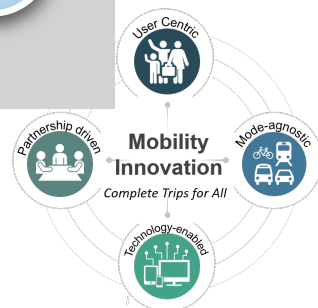 User Centric
Partnership driven
Mode-agnostic
Mobility
Innovation
Complete Trips for All
Technology-enabled